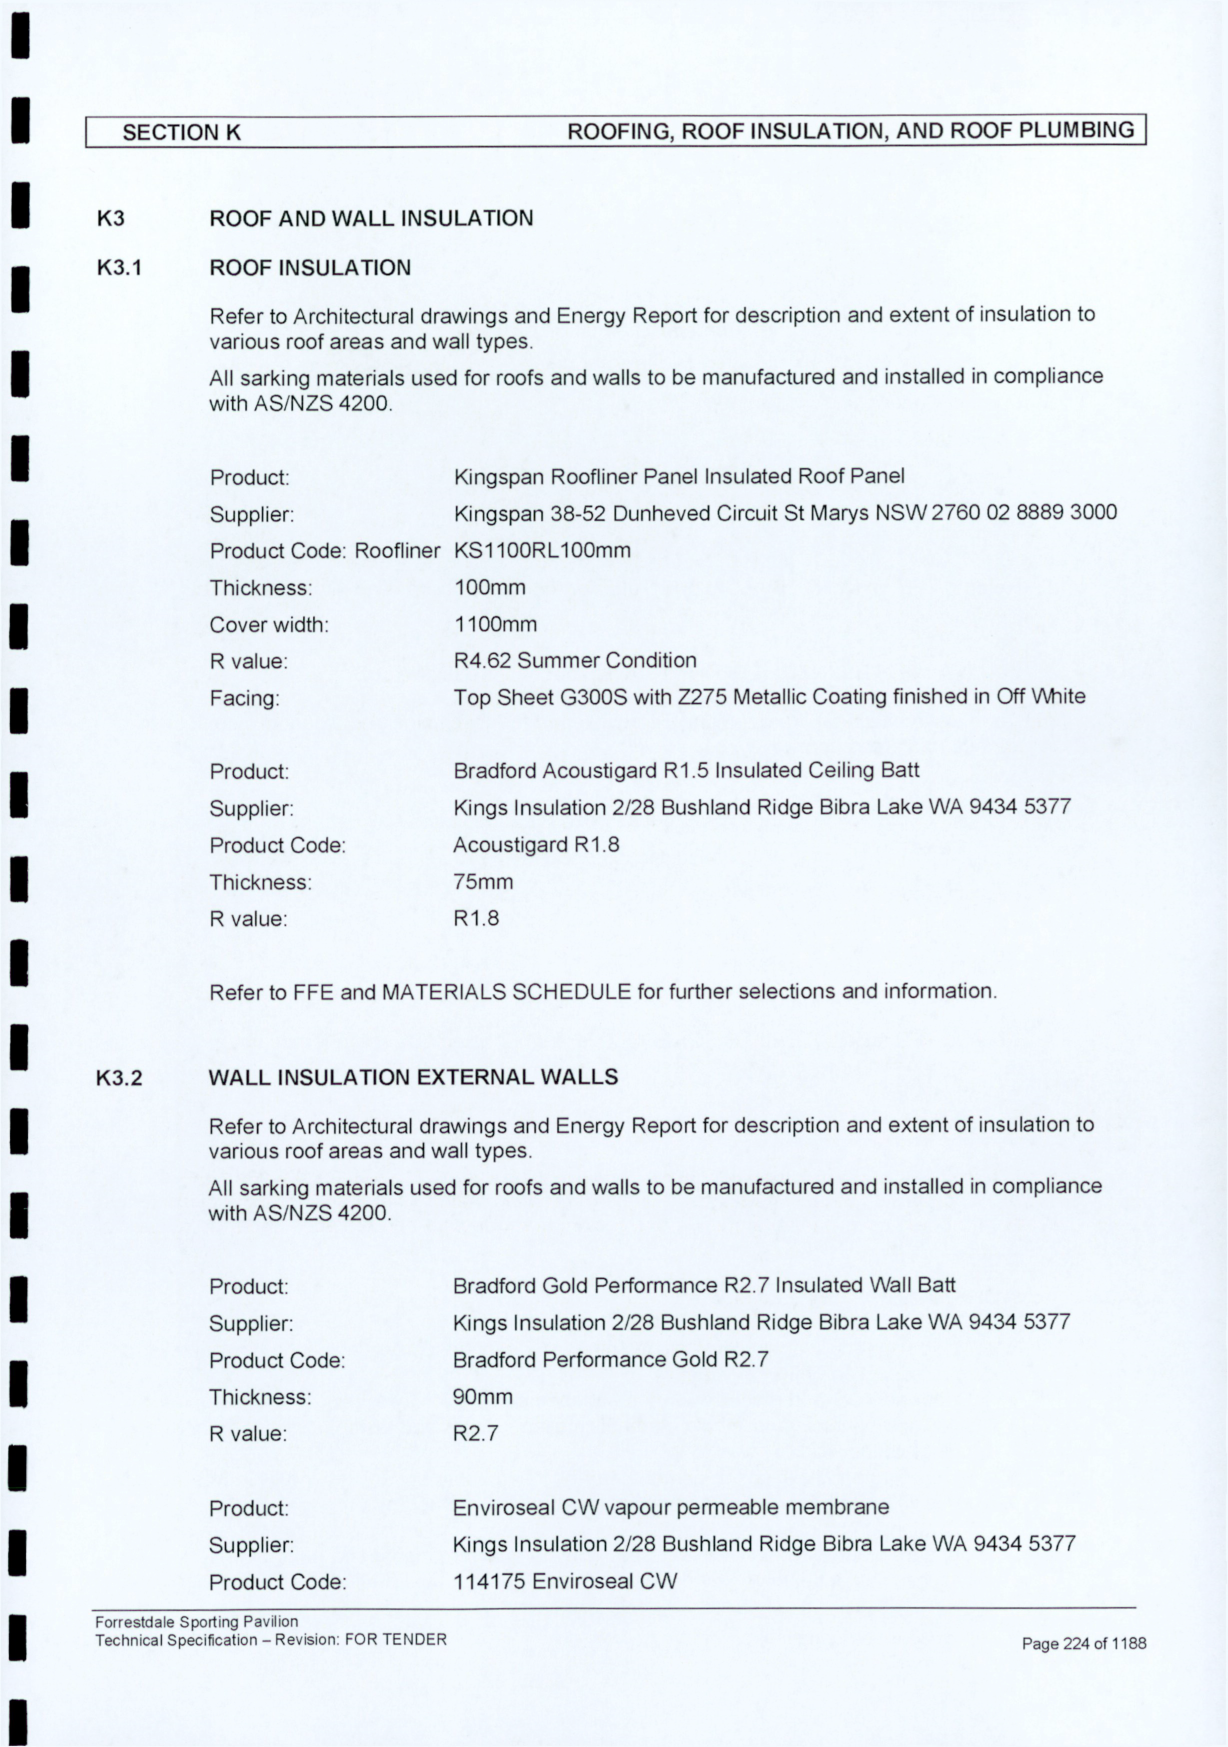 SECTION K ROOFING, ROOF INSULATION, AND ROOF PLUMBING
K3 ROOF AND WALL INSULATION
K3.1 ROOF INSULATION
Refer to Architectural drawings and Energy Report for description and extent of insulation to
various roof areas and wall types.
All sarking materials used for roofs and walls to be manufactured and installed in compliance
with AS/NZS 4200.
Product: Kingspan Roofliner Panel Insulated Roof Panel
Supplier: Kingspan 38-52 Dunheved Circuit St Marys NSW 2760 02 8889 3000
Product Code: Roofliner KS1100RL100mm
Thickness: 100mm
Cover width: 1100mm
R value: R4.62 Summer Condition
Facing: Top Sheet G300S with Z275 Metallic Coating finished in Off White
Product: Bradford Acoustigard R1.5 Insulated Ceiling Batt
Supplier: Kings Insulation 2/28 Bushland Ridge Bibra Lake WA 9434 5377
Product Code: Acoustigard R1.8
Thickness: 75mm
R value: R1.8
Refer to FFE and MATERIALS SCHEDULE for further selections and information.
K3.2 WALL INSULATION EXTERNAL WALLS
Refer to Architectural drawings and Energy Report for description and extent of insulation to
various roof areas and wall types.
All sarking materials used for roofs and walls to be manufactured and installed in compliance
with AS/NZS 4200.
Product: Bradford Gold Performance R2.7 Insulated Wall Batt
Supplier: Kings Insulation 2/28 Bushland Ridge Bibra Lake WA 9434 5377
Product Code: Bradford Performance Gold R2.7
Thickness: 90mm
R value: R2.7
Product: Enviroseal CW vapour permeable membrane
Supplier: Kings Insulation 2/28 Bushland Ridge Bibra Lake WA 9434 5377
Product Code: 114175 Enviroseal CW
Forrestdale Sporting Pavilion
Technical Specification – Revision: FOR TENDER
Page 224 of 1188